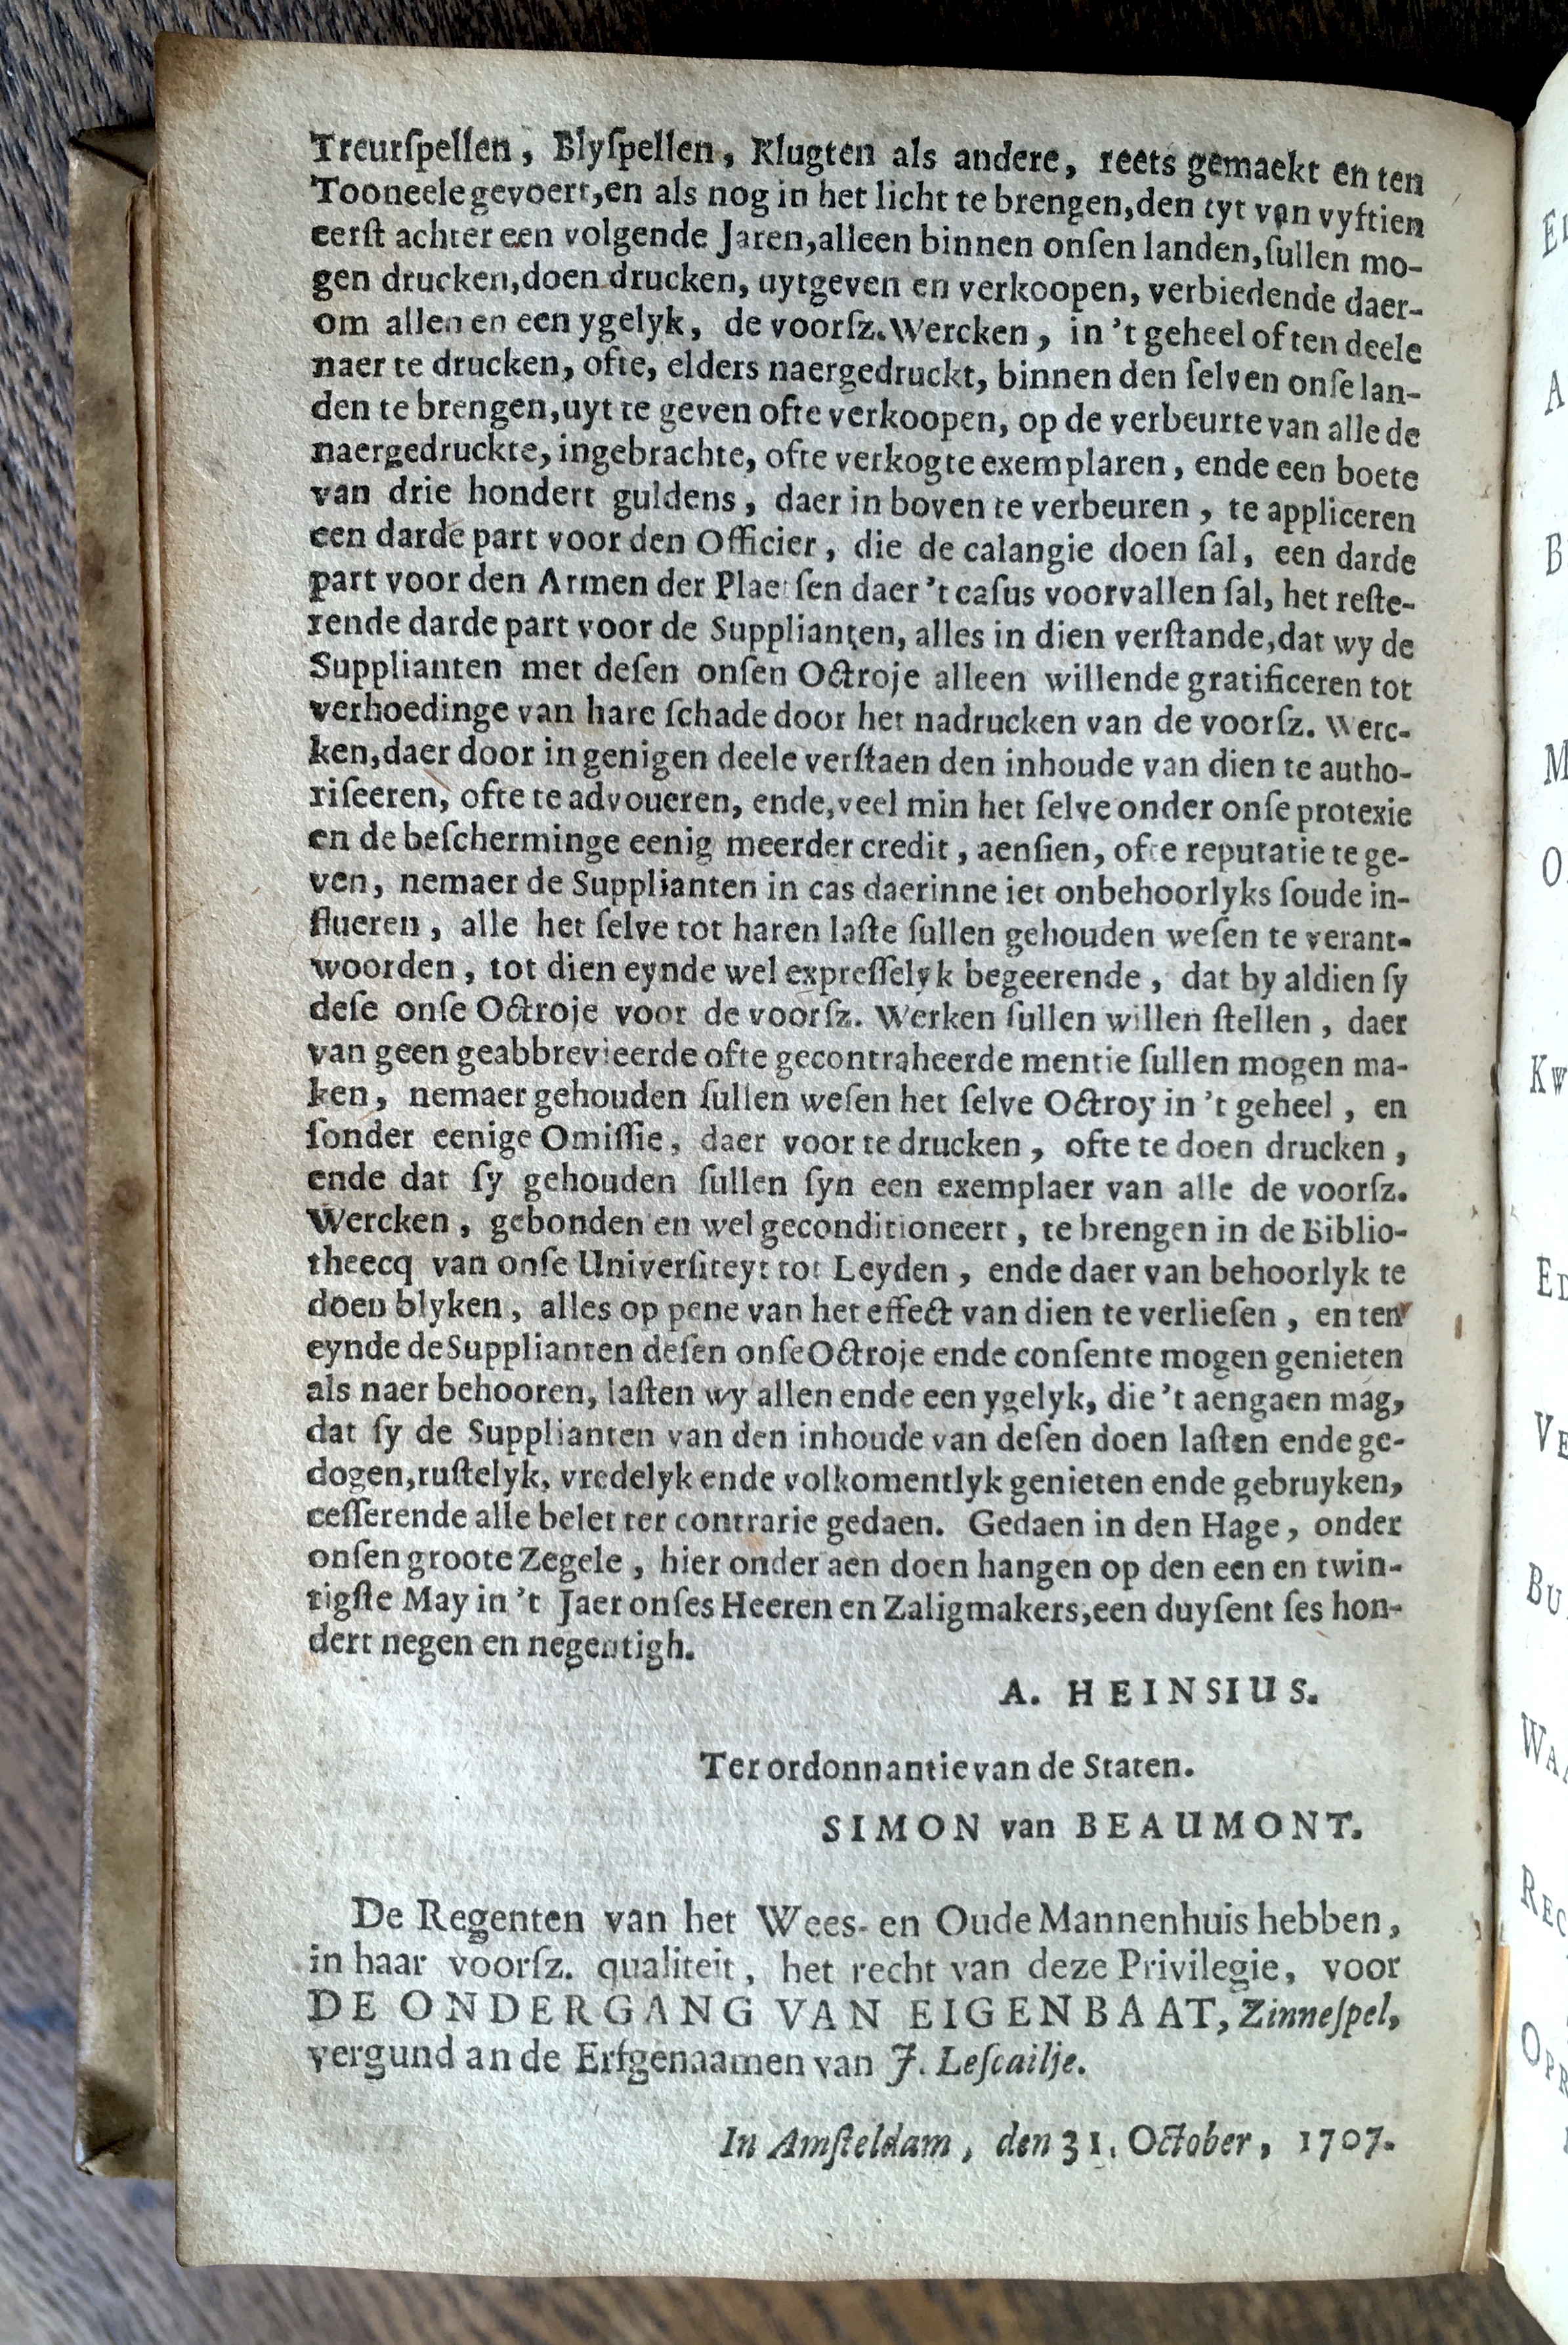 Treurſpellen, Blyſpellen, Klugten als andere, reets gemaekt en ten
Tooneele gevoert, en als nog in het licht te brengen, den tyt van vyftien
eerſt achter een volgende Jaren, alleen binnen onſen landen, ſullen mo-
gen drucken, doen drucken, uytgeven en verkoopen, verbiedende daer-
om allen en een ygelyk, de voorſz. Wercken, in 't geheel of ten deele
naer te drucken, ofte, elders naergedruckt, binnen den ſelven onſe lan-
den te brengen, uyt te geven ofte verkoopen, op de verbeurte van alle de
naergedruckte, ingebrachte, ofte verkogte exemplaren, ende een boete
van drie hondert guldens, daer in boven te verbeuren, te appliceren
een darde part voor den Officier, die de calangie doen ſal, een darde
part voor den Armen der Plaetſen daer 't caſus voorvallen ſal, het reſte-
rende darde part voor de Supplianten, alles in dien verſtande, dat wy de
Supplianten met deſen onſen Octroje alleen willende gratificeren tot
verhoedinge van hare ſchade door het nadrucken van de voorſz. Werc-
ken, daer door in genigen deele verſtaen den inhoude van dien te autho-
riſeeren, ofte te advoueren, ende, veel min het ſelve onder onſe protexie
en de beſcherminge eenig meerder credit, aenſien, ofte reputatie te ge-
ven, nemaer de Supplianten in cas daerinne iet onbehoorlyks ſoude in-
flueren, alle het ſelve tot haren laſte ſullen gehouden weſen te verant-
woorden, tot dien eynde wel expreſſelyk begeerende, dat by aldien ſy
deſe onſe Octroje voor de voorſz. Werken ſullen willen ſtellen, daer
van geen geabbrevieerde ofte gecontraheerde mentie ſullen mogen ma-
ken, nemaer gehouden ſullen weſen het ſelve Octroy in 't geheel, en
ſonder eenige Omiſſie, daer voor te drucken, ofte te doen drucken,
ende dat ſy gehouden ſullen ſyn een exemplaer van alle de voorſz.
Wercken, gebonden en wel geconditioneert, te brengen in de Biblio-
theecq van onſe Univerſiteyt tot Leyden, ende daer van behoorlyk te
doen blyken, alles op pene van het effect van dien te verlieſen, en ten
eynde de Supplianten deſen onſe Octroje ende conſente mogen genieten
als naer behooren, laſten wy allen ende een ygelyk, die 't aengaen mag,
dat ſy de Supplianten van den inhoude van deſen doen laſten ende ge-
dogen, ruſtelyk, vredelyk ende volkomentlyk genieten ende gebruyken,
ceſſerende alle belet ter contrarie gedaen. Gedaen in den Hage, onder
onſen groote Zegele, hier onder aen doen hangen op den een en twin-
tigſte May in 't Jaer onſes Heeren en Zaligmakers, een duyſent ſes hon-
dert negen en negentigh.
A. HEINSIUS.
Ter ordonnantie van de Staten.
SIMON van BEAUMONT.
De Regenten van het Wees- en Oude Mannenhuis hebben,
in haar voorſz. qualiteit, het recht van deze Privilegie, voor
DE ONDERGANG VAN EIGENBAAT, Zinneſpel,
vergund an de Erfgenaamen van J. Leſcailje.
In Amſteldam, den 31. October, 1707.